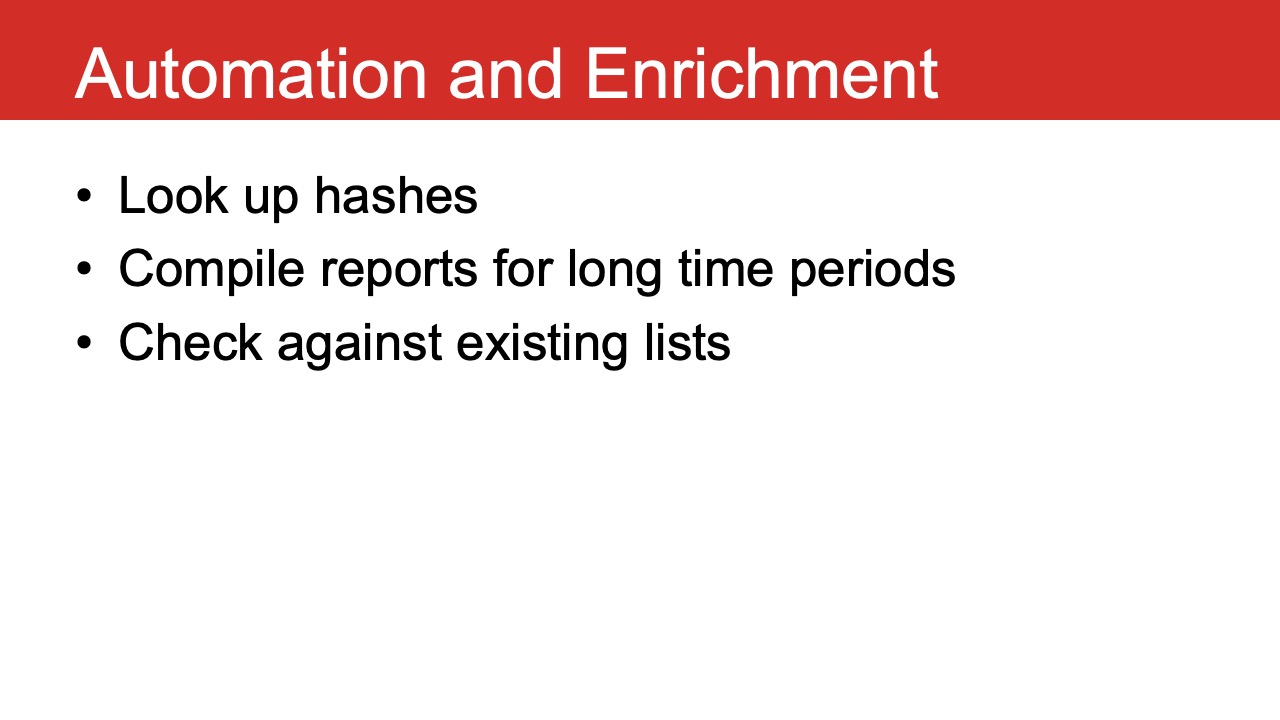 Automation and Enrichment
• Look up hashes
• Compile reports for long time periods
• Check against existing lists